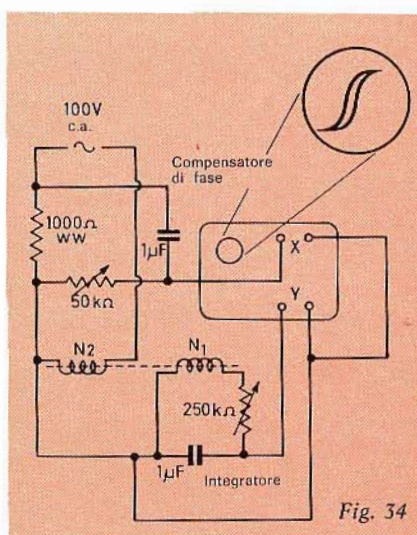 100V
c.a.
Compensatore
di fase
1000Ω
WW
1µF
50kΩ
X
Y
N2
N1
250kΩ
1µF
Integratore
Fig. 34